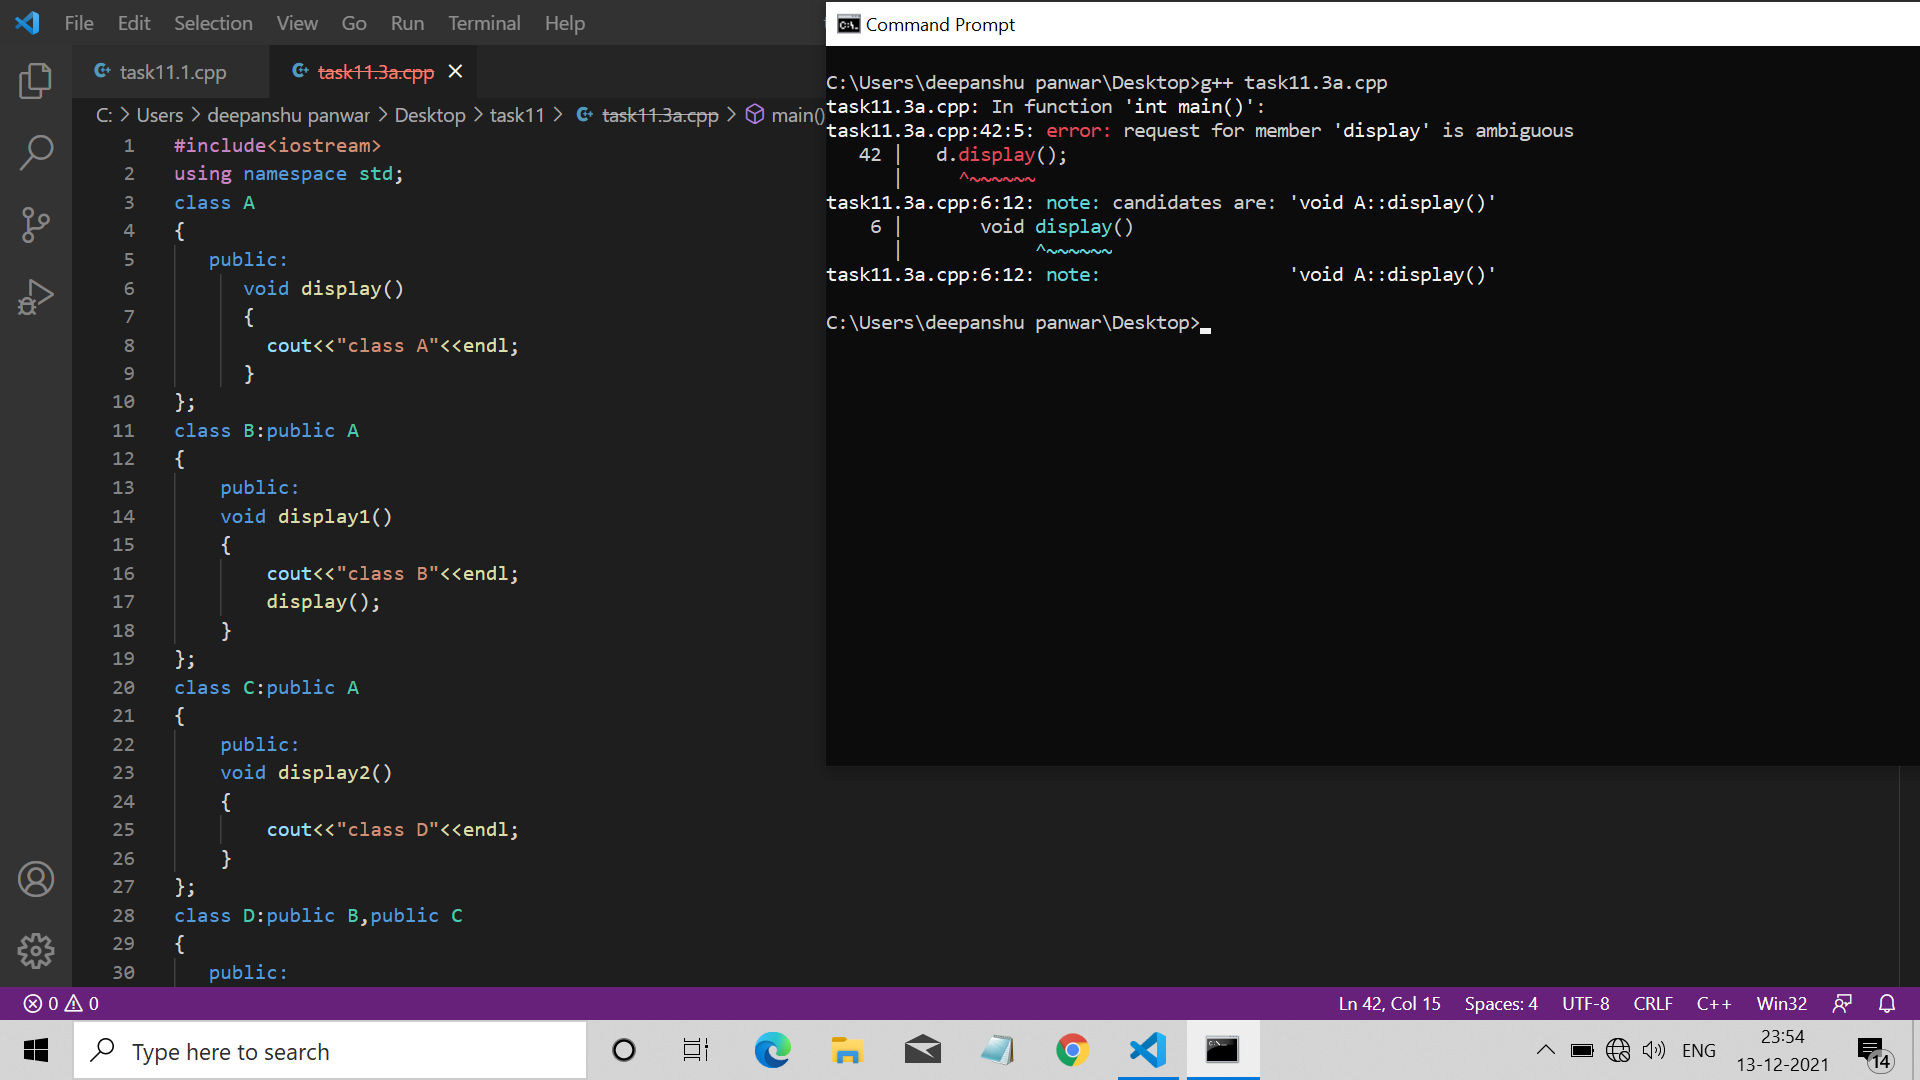 File Edit Selection View Go Run Terminal Help
task11.1.cpp task11.3a.cpp
C: > Users > deepanshu panwar > Desktop > task11 > task11.3a.cpp > main()
1 #include<iostream>
2 using namespace std;
3 class A
4 {
5 public:
6 void display()
7 {
8 cout<<"class A"<<endl;
9 }
10 };
11 class B:public A
12 {
13 public:
14 void display1()
15 {
16 cout<<"class B"<<endl;
17 display();
18 }
19 };
20 class C:public A
21 {
22 public:
23 void display2()
24 {
25 cout<<"class D"<<endl;
26 }
27 };
28 class D:public B,public C
29 {
30 public:
Command Prompt
C:\Users\deepanshu panwar\Desktop>g++ task11.3a.cpp
task11.3a.cpp: In function 'int main()':
task11.3a.cpp:42:5: error: request for member 'display' is ambiguous
42 | d.display();
| ^~~~~~~
task11.3a.cpp:6:12: note: candidates are: 'void A::display()'
6 | void display()
| ^~~~~~~
task11.3a.cpp:6:12: note: 'void A::display()'
C:\Users\deepanshu panwar\Desktop>
0 0 Ln 42, Col 15 Spaces: 4 UTF-8 CRLF C++ Win32
Type here to search
ENG
23:54
13-12-2021
14